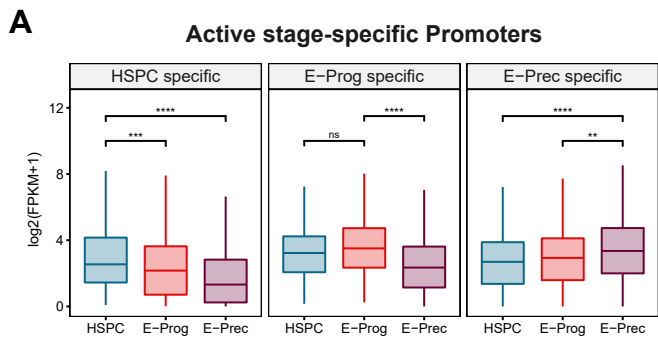 A
Active stage-specific Promoters
HSPC specific
E−Prog specific
E−Prec specific
log2(FPKM+1)
12
8
4
0
****
***
****
ns
****
**
HSPC E−Prog E−Prec
HSPC E−Prog E−Prec
HSPC E−Prog E−Prec